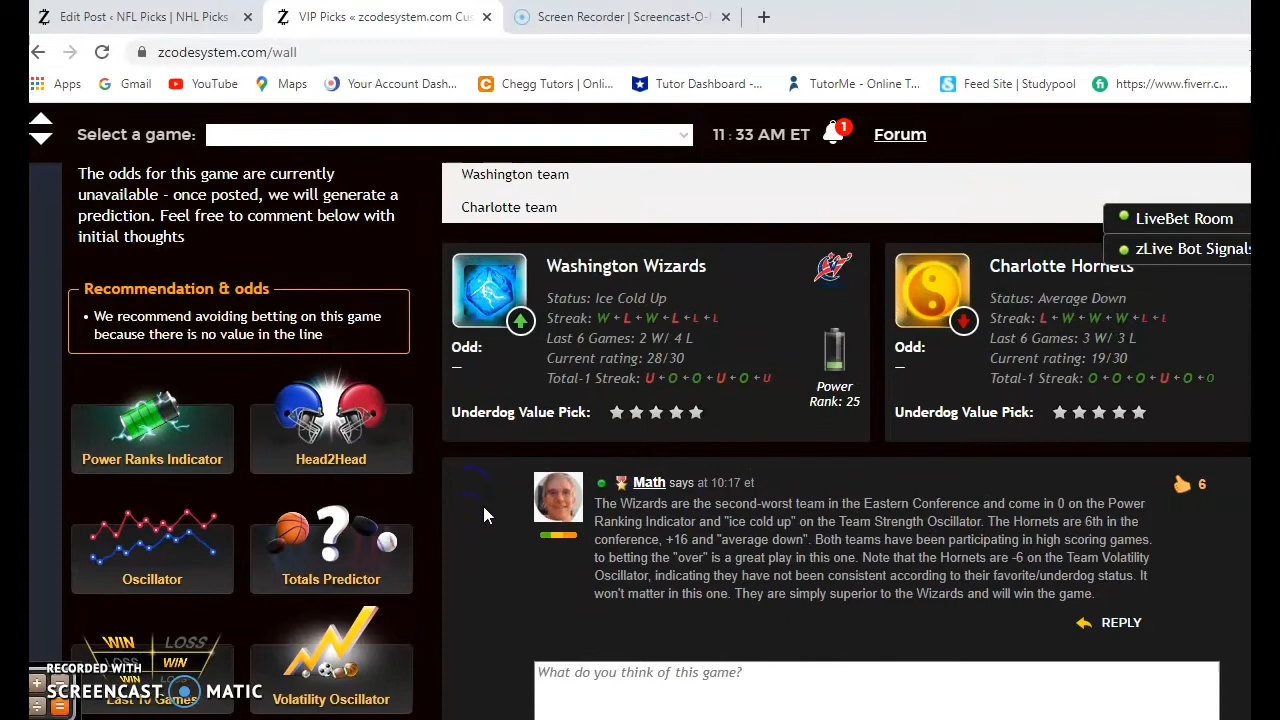 Edit Post ‹ NFL Picks | NHL Picks
VIP Picks « zcodesystem.com Cus
Screen Recorder | Screencast-O-
zcodesystem.com/wall
Apps
Gmail
YouTube
Maps
Your Account Dash...
Chegg Tutors | Onli...
Tutor Dashboard -...
TutorMe - Online T...
Feed Site | Studypool
https://www.fiverr.c...
Select a game:
11:33 AM ET
1
Forum
The odds for this game are currently
unavailable - once posted, we will generate a
prediction. Feel free to comment below with
initial thoughts
Recommendation & odds
• We recommend avoiding betting on this game
because there is no value in the line
Power Ranks Indicator
Head2Head
Oscillator
Totals Predictor
WIN LOSS
LOSS WIN
WIN
Last 10 Games
Volatility Oscillator
RECORDED WITH
SCREENCAST MATIC
Washington team
Charlotte team
LiveBet Room
zLive Bot Signals
Washington Wizards
Status: Ice Cold Up
Streak: W L W L L L
Last 6 Games: 2 W/ 4 L
Current rating: 28/30
Total-1 Streak: U O O U O U
Odd:
—
Power
Rank: 25
Underdog Value Pick:
Charlotte Hornets
Status: Average Down
Streak: L W W W L L
Last 6 Games: 3 W/ 3 L
Current rating: 19/30
Total-1 Streak: O O O U O O
Odd:
—
Underdog Value Pick:
Math says at 10:17 et
6
The Wizards are the second-worst team in the Eastern Conference and come in 0 on the Power
Ranking Indicator and "ice cold up" on the Team Strength Oscillator. The Hornets are 6th in the
conference, +16 and "average down". Both teams have been participating in high scoring games.
to betting the "over" is a great play in this one. Note that the Hornets are -6 on the Team Volatility
Oscillator, indicating they have not been consistent according to their favorite/underdog status. It
won't matter in this one. They are simply superior to the Wizards and will win the game.
REPLY
What do you think of this game?